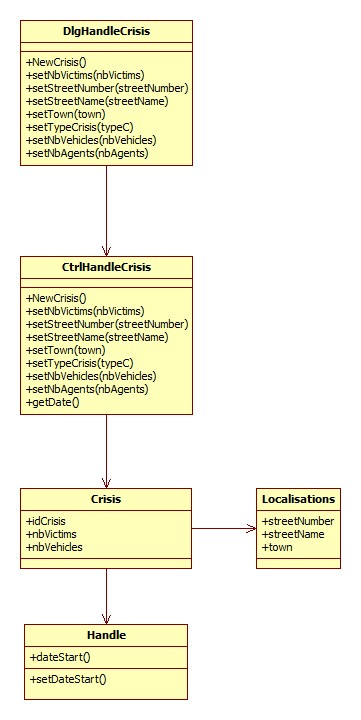 DlgHandleCrisis
+NewCrisis()
+setNbVictims(nbVictims)
+setStreetNumber(streetNumber)
+setStreetName(streetName)
+setTown(town)
+setTypeCrisis(typeC)
+setNbVehicles(nbVehicles)
+setNbAgents(nbAgents)
CtrlHandleCrisis
+NewCrisis()
+setNbVictims(nbVictims)
+setStreetNumber(streetNumber)
+setStreetName(streetName)
+setTown(town)
+setTypeCrisis(typeC)
+setNbVehicles(nbVehicles)
+setNbAgents(nbAgents)
+getDate()
Crisis
+idCrisis
+nbVictims
+nbVehicles
Localisations
+streetNumber
+streetName
+town
Handle
+dateStart()
+setDateStart()